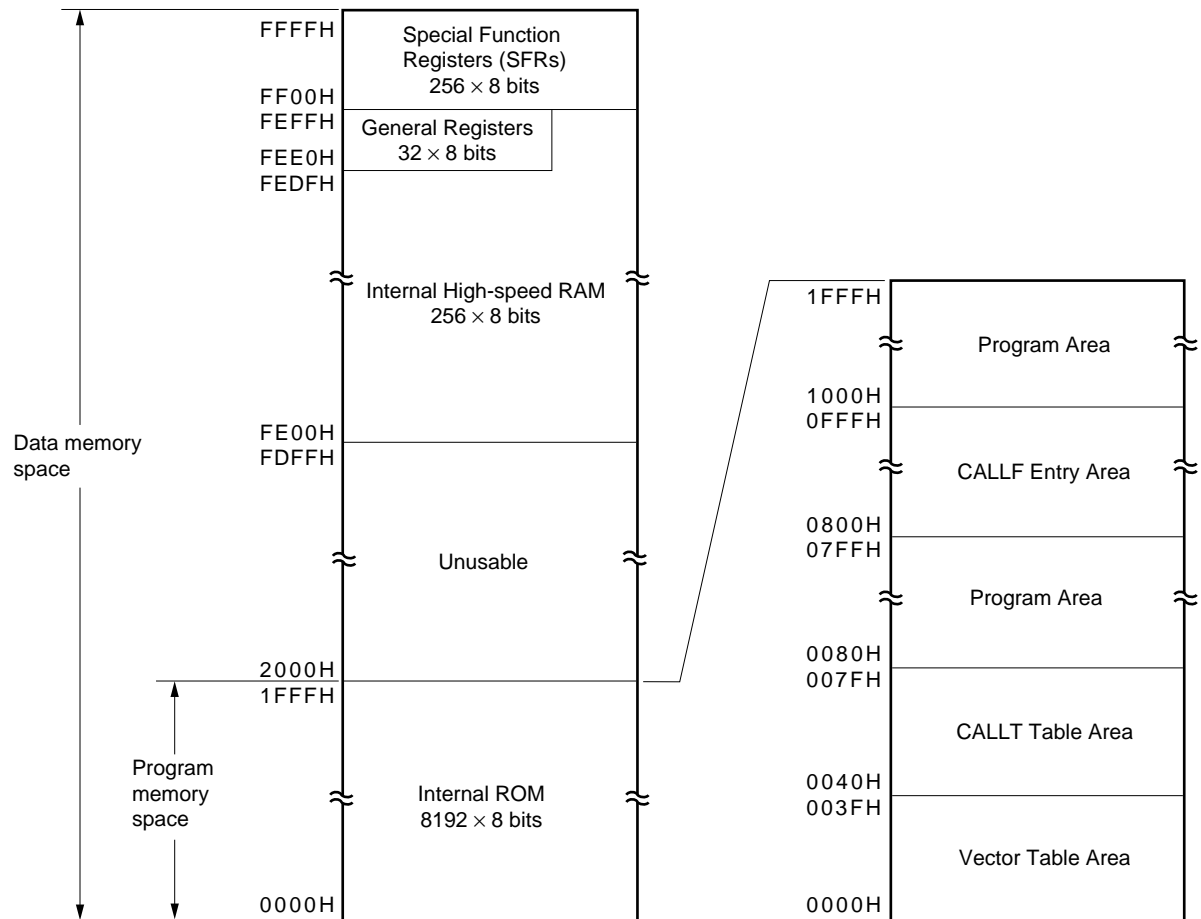 FFFFH
Special Function
Registers (SFRs)
256 × 8 bits
FF00H
FEFFH
General Registers
32 × 8 bits
FEE0H
FEDFH
Internal High-speed RAM
256 × 8 bits
FE00H
FDFFH
Data memory
space
Unusable
2000H
1FFFH
Program
memory
space
Internal ROM
8192 × 8 bits
0000H
1FFFH
Program Area
1000H
0FFFH
CALLF Entry Area
0800H
07FFH
Program Area
0080H
007FH
CALLT Table Area
0040H
003FH
Vector Table Area
0000H